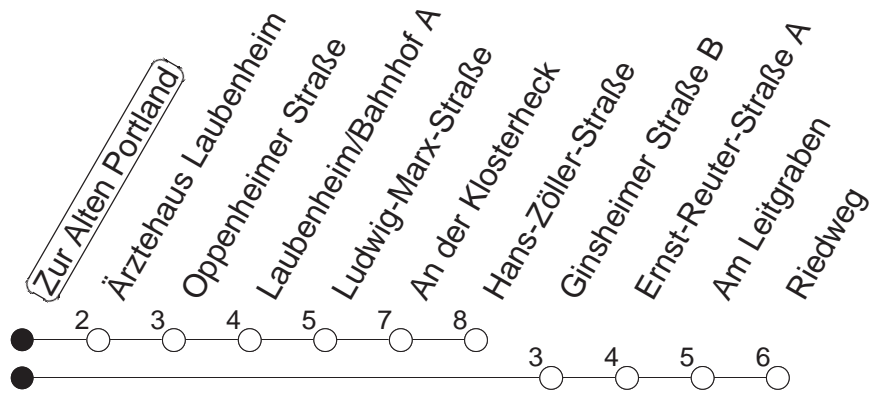 Zur Alten Portland
Ärztehaus Laubenheim
Oppenheimer Straße
Laubenheim/Bahnhof A
Ludwig-Marx-Straße
An der Klosterheck
Hans-Zöller-Straße
Ginsheimer Straße B
Ernst-Reuter-Straße A
Am Leitgraben
Riedweg
2 3 4 5 7 8
3 4 5 6